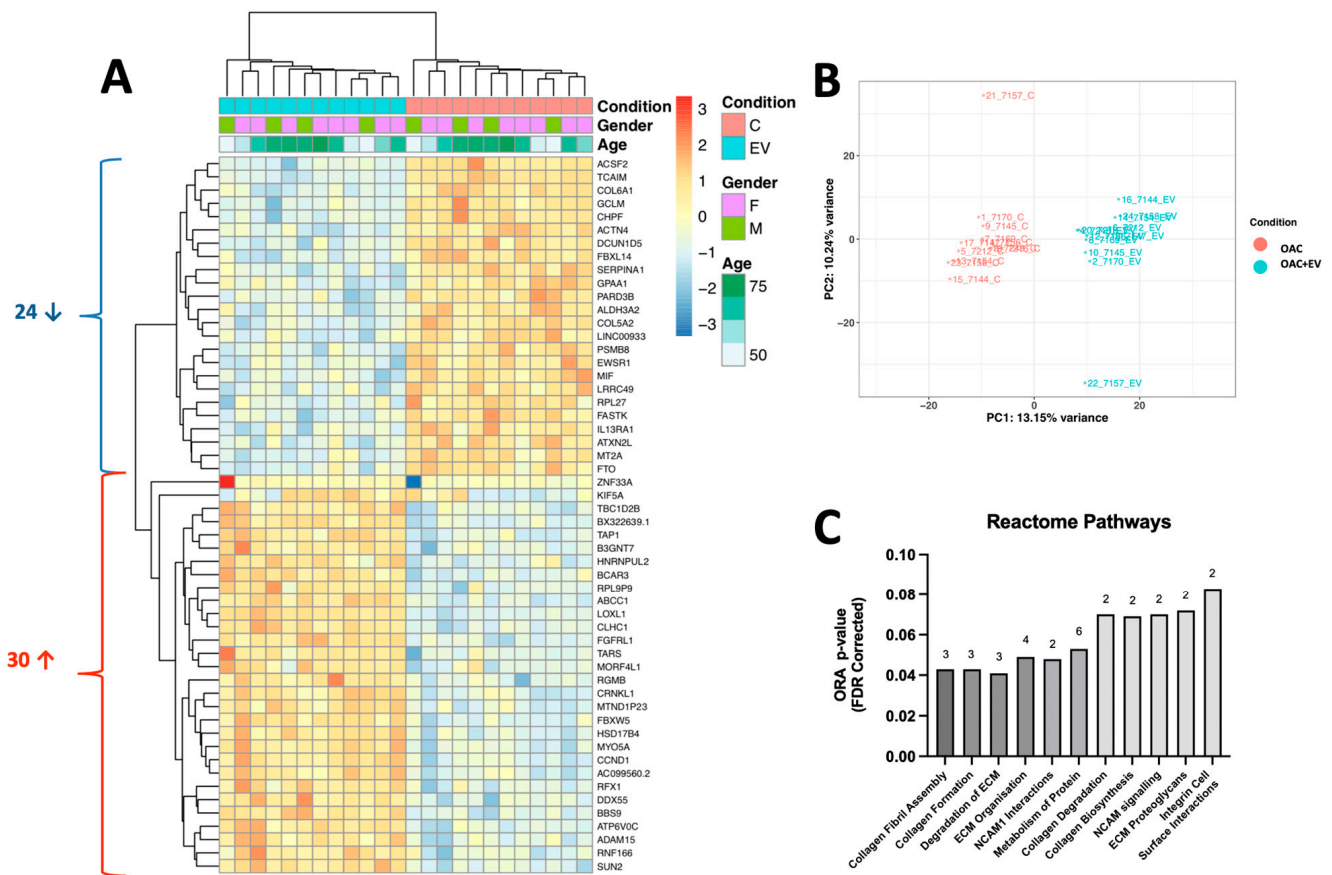 A
Condition
Gender
Age
24 ↓
30 ↑
ACSF2
TCAIM
COL6A1
GCLM
CHPF
ACTN4
DCUN1D5
FBXL14
SERPINA1
GPAA1
PARD3B
ALDH3A2
COL5A2
LINC00933
PSMB8
EWSR1
MIF
LRRC49
RPL27
FASTK
IL13RA1
ATXN2L
MT2A
FTO
ZNF33A
KIF5A
TBC1D2B
BX322639.1
TAP1
B3GNT7
HNRNPUL2
BCAR3
RPL9P9
ABCC1
LOXL1
CLHC1
FGFRL1
TARS
MORF4L1
RGMB
CRNKL1
MTND1P23
FBXW5
HSD17B4
MYO5A
CCND1
AC099560.2
RFX1
DDX55
BBS9
ATP6V0C
ADAM15
RNF166
SUN2
3
2
1
0
−1
−2
−3
Condition
C
EV
Gender
F
M
Age
75
50
B
PC2: 10.24% variance
20
0
−20
21_7157_C
1_7170_C
9_7145_C
15_7144_C
16_7144_EV
10_7145_EV
2_7170_EV
22_7157_EV
−20
0
20
PC1: 13.15% variance
Condition
OAC
OAC+EV
C
Reactome Pathways
ORA p-value
(FDR Corrected)
0.10
0.08
0.06
0.04
0.02
0.00
3
3
3
4
2
6
2
2
2
2
2
Collagen Fibril Assembly
Collagen Formation
Degradation of ECM
ECM Organisation
NCAM1 Interactions
Metabolism of Protein
Collagen Degradation
Collagen Biosynthesis
NCAM signalling
ECM Proteoglycans
Integrin Cell
Surface Interactions